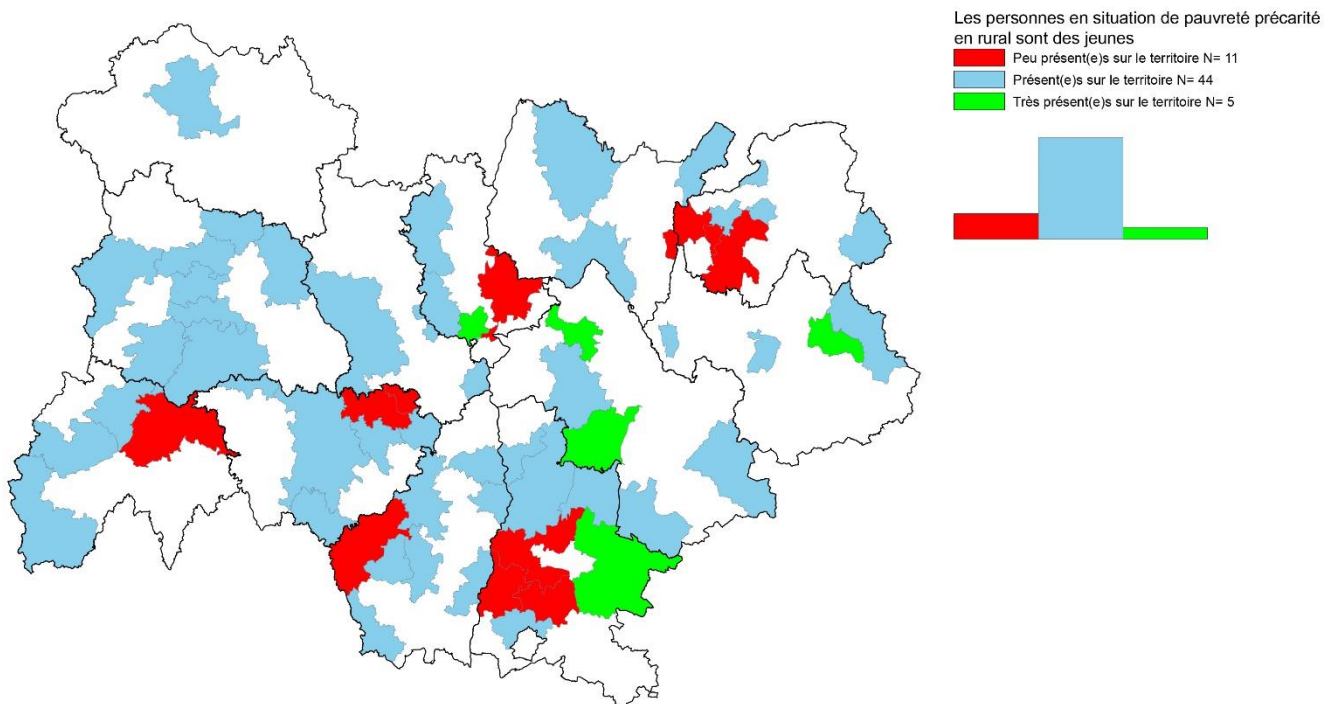 Les personnes en situation de pauvreté précarité
en rural sont des jeunes
Peu présent(e)s sur le territoire N= 11
Présent(e)s sur le territoire N= 44
Très présent(e)s sur le territoire N= 5